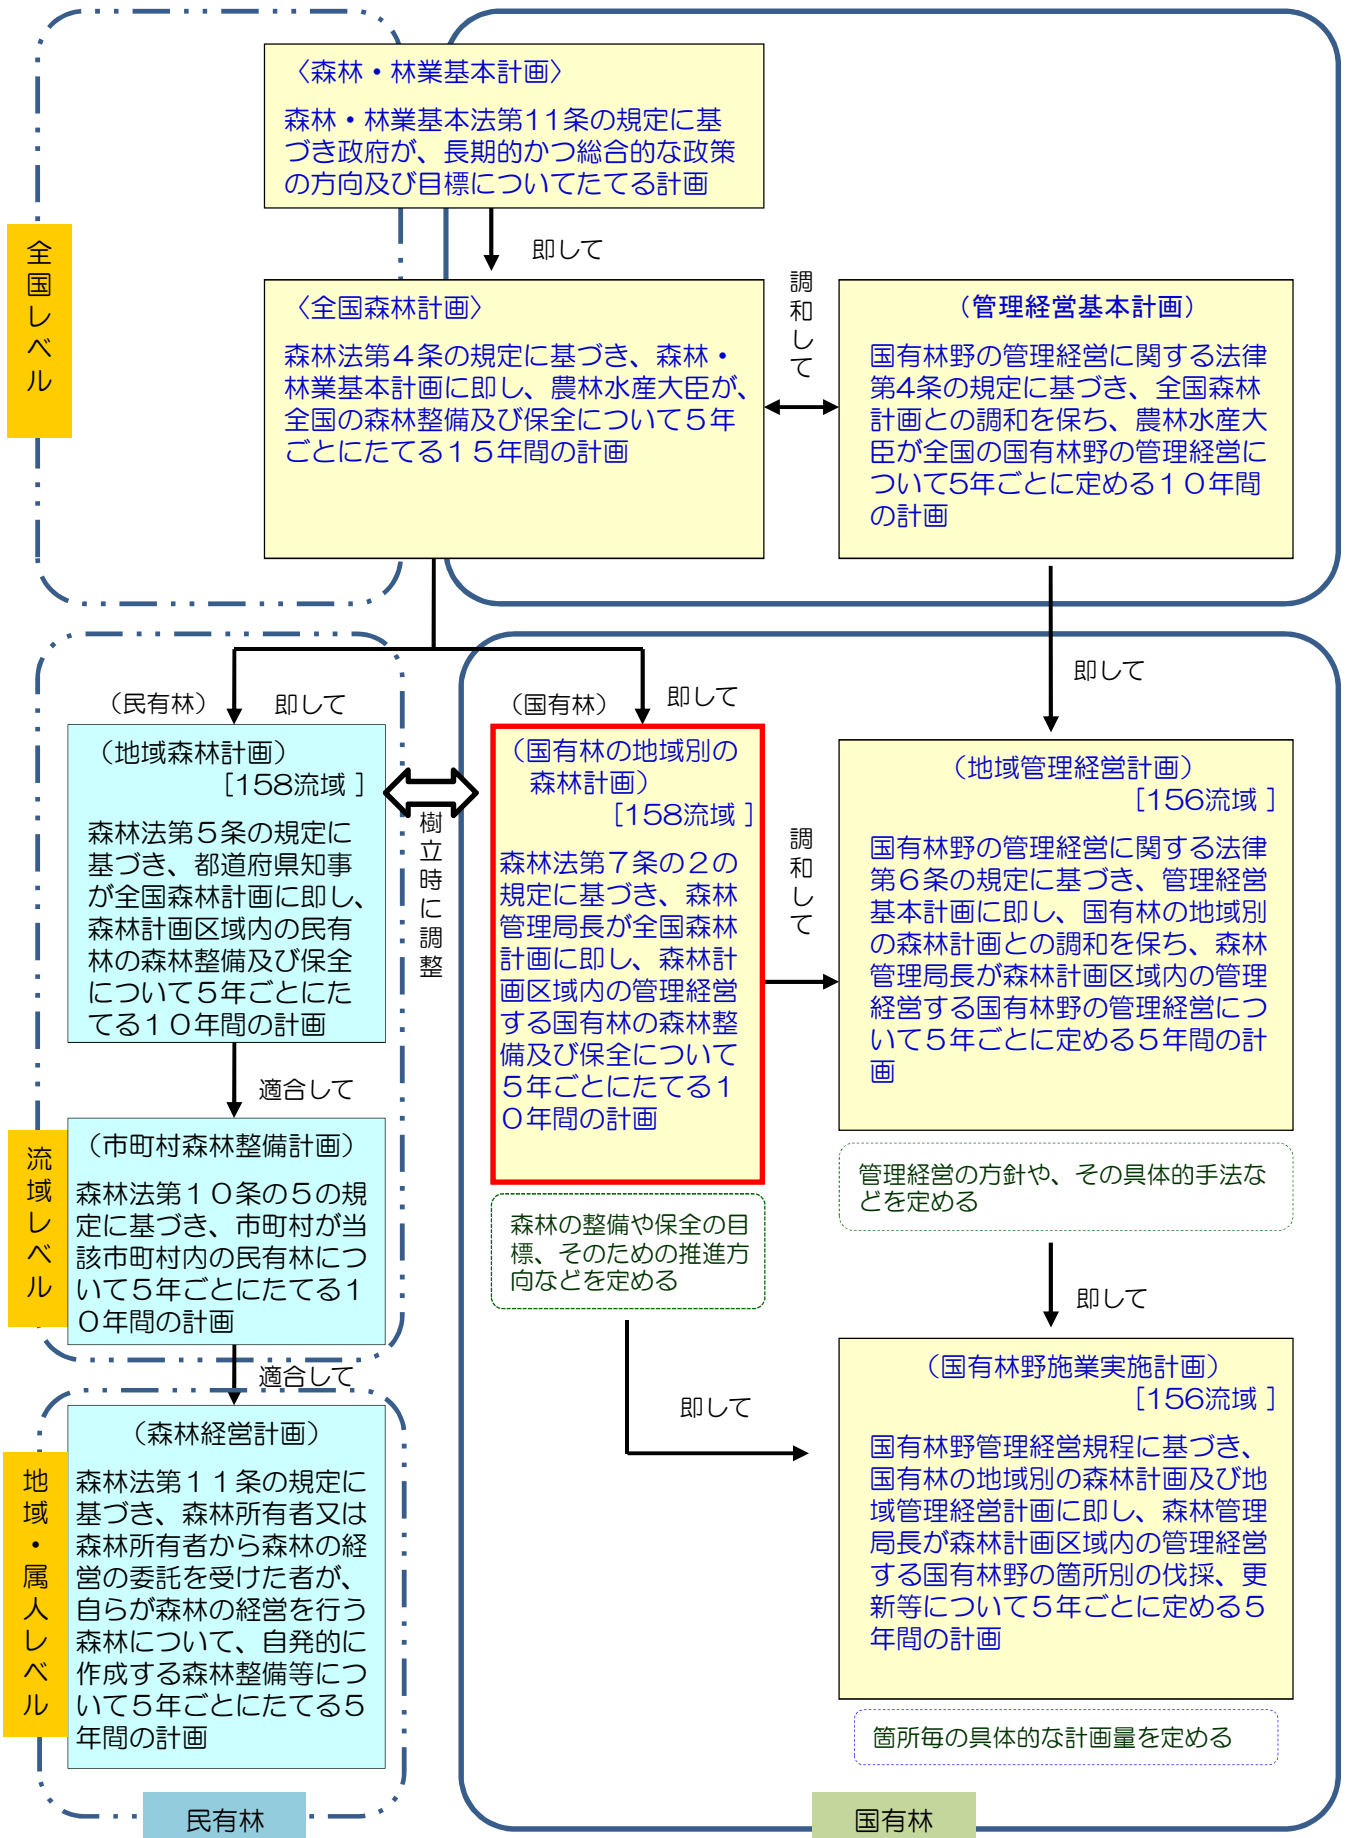 〈森林・林業基本計画〉
森林・林業基本法第11条の規定に基
づき政府が、長期的かつ総合的な政策
の方向及び目標についてたてる計画
全国レベル
即して
〈全国森林計画〉
森林法第４条の規定に基づき、森林・
林業基本計画に即し、農林水産大臣が、
全国の森林整備及び保全について５年
ごとにたてる１５年間の計画
調和して
（管理経営基本計画）
国有林野の管理経営に関する法律
第4条の規定に基づき、全国森林
計画との調和を保ち、農林水産大
臣が全国の国有林野の管理経営に
ついて5年ごとに定める１０年間
の計画
（民有林）
即して
（国有林）
即して
即して
（地域森林計画）
［158流域 ］
森林法第５条の規定に
基づき、都道府県知事
が全国森林計画に即し、
森林計画区域内の民有
林の森林整備及び保全
について５年ごとにた
てる１０年間の計画
樹立時に調整
（国有林の地域別の
森林計画）
［158流域 ］
森林法第７条の２の
規定に基づき、森林
管理局長が全国森林
計画に即し、森林計
画区域内の管理経営
する国有林の森林整
備及び保全について
５年ごとにたてる１
０年間の計画
調和して
（地域管理経営計画）
［156流域 ］
国有林野の管理経営に関する法律
第６条の規定に基づき、管理経営
基本計画に即し、国有林の地域別
の森林計画との調和を保ち、森林
管理局長が森林計画区域内の管理
経営する国有林野の管理経営につ
いて５年ごとに定める５年間の計
画
適合して
流域レベル
（市町村森林整備計画）
森林法第１０条の５の規
定に基づき、市町村が当
該市町村内の民有林につ
いて５年ごとにたてる１
０年間の計画
森林の整備や保全の目
標、そのための推進方
向などを定める
管理経営の方針や、その具体的手法な
どを定める
即して
適合して
即して
地域・属人レベル
（森林経営計画）
森林法第１１条の規定に
基づき、森林所有者又は
森林所有者から森林の経
営の委託を受けた者が、
自らが森林の経営を行う
森林について、自発的に
作成する森林整備等につ
いて５年ごとにたてる５
年間の計画
（国有林野施業実施計画）
［156流域 ］
国有林野管理経営規程に基づき、
国有林の地域別の森林計画及び地
域管理経営計画に即し、森林管理
局長が森林計画区域内の管理経営
する国有林野の箇所別の伐採、更
新等について５年ごとに定める５
年間の計画
箇所毎の具体的な計画量を定める
民有林
国有林